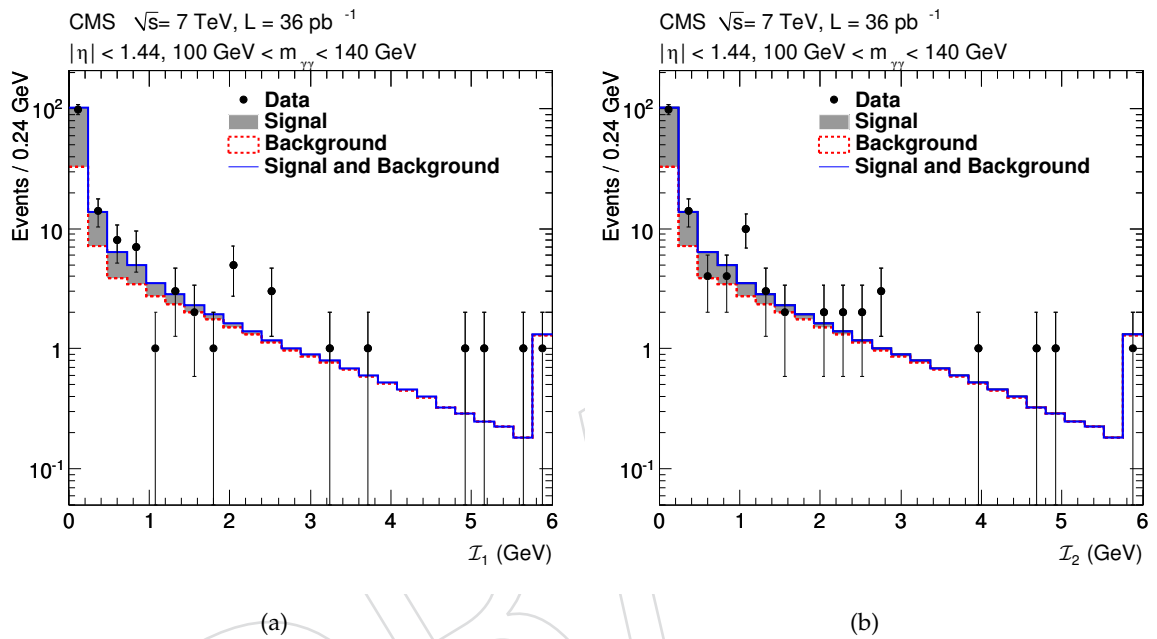 CMS √s= 7 TeV, L = 36 pb⁻¹
|η| < 1.44, 100 GeV < mγγ < 140 GeV
Events / 0.24 GeV
Data
Signal
Background
Signal and Background
10²
10
1
10⁻¹
0 1 2 3 4 5 6
I₁ (GeV)
(a)
CMS √s= 7 TeV, L = 36 pb⁻¹
|η| < 1.44, 100 GeV < mγγ < 140 GeV
Events / 0.24 GeV
Data
Signal
Background
Signal and Background
10²
10
1
10⁻¹
0 1 2 3 4 5 6
I₂ (GeV)
(b)